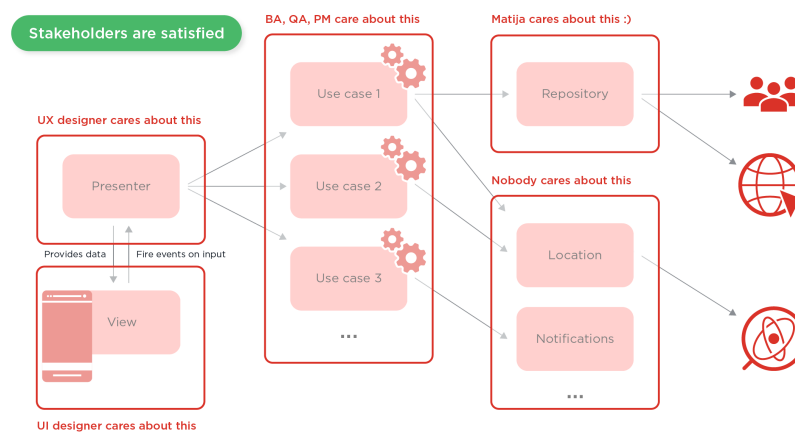 Stakeholders are satisfied
BA, QA, PM care about this
Matija cares about this :)
Use case 1
Repository
UX designer cares about this
Presenter
Use case 2
Nobody cares about this
Provides data
Fire events on input
Use case 3
Location
View
...
Notifications
...
UI designer cares about this